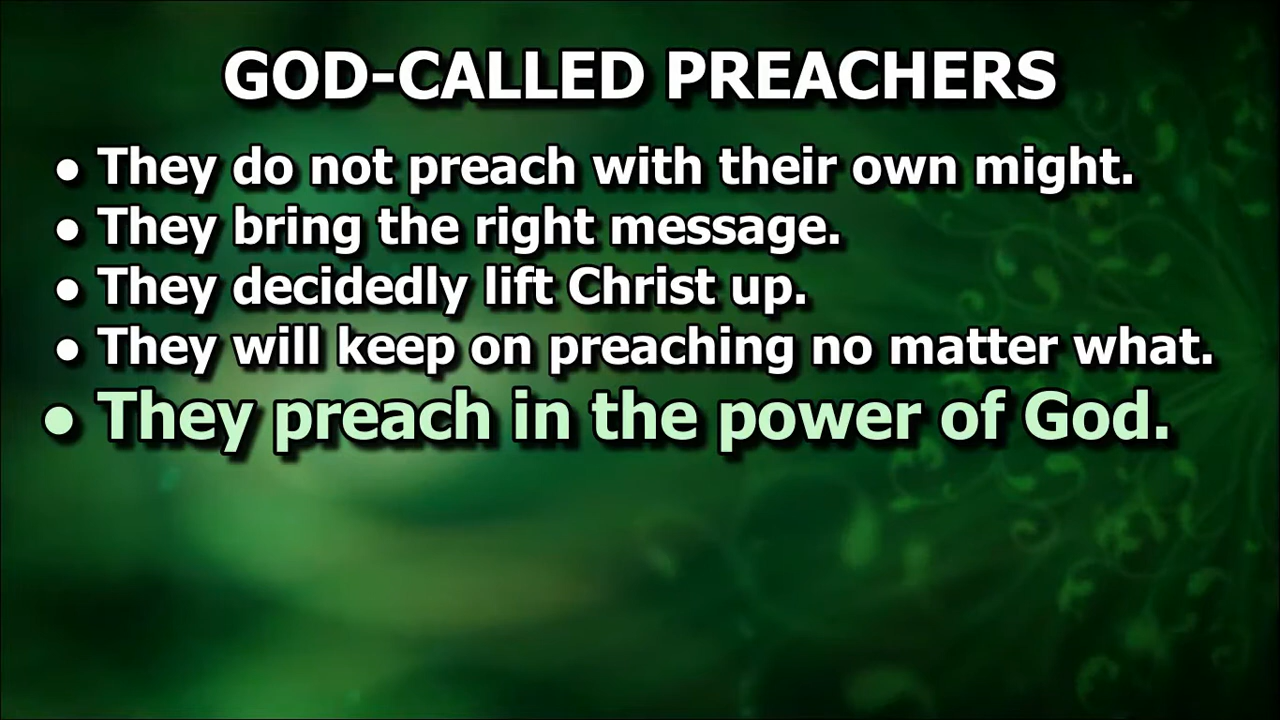 GOD-CALLED PREACHERS
● They do not preach with their own might.
● They bring the right message.
● They decidedly lift Christ up.
● They will keep on preaching no matter what.
● They preach in the power of God.